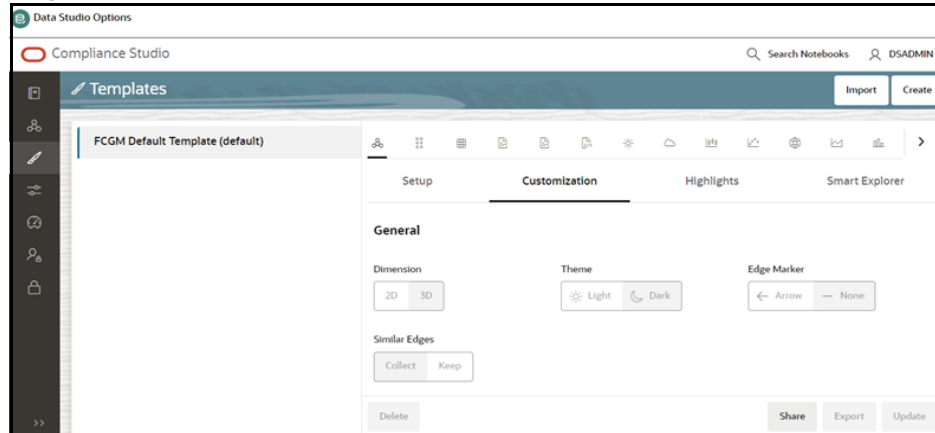 Data Studio Options
Compliance Studio
Search Notebooks
DSADMIN
Templates
Import
Create
FCGM Default Template (default)
Setup
Customization
Highlights
Smart Explorer
General
Dimension
Theme
Edge Marker
2D
3D
Light
Dark
Arrow
None
Similar Edges
Collect
Keep
Delete
Share
Export
Update